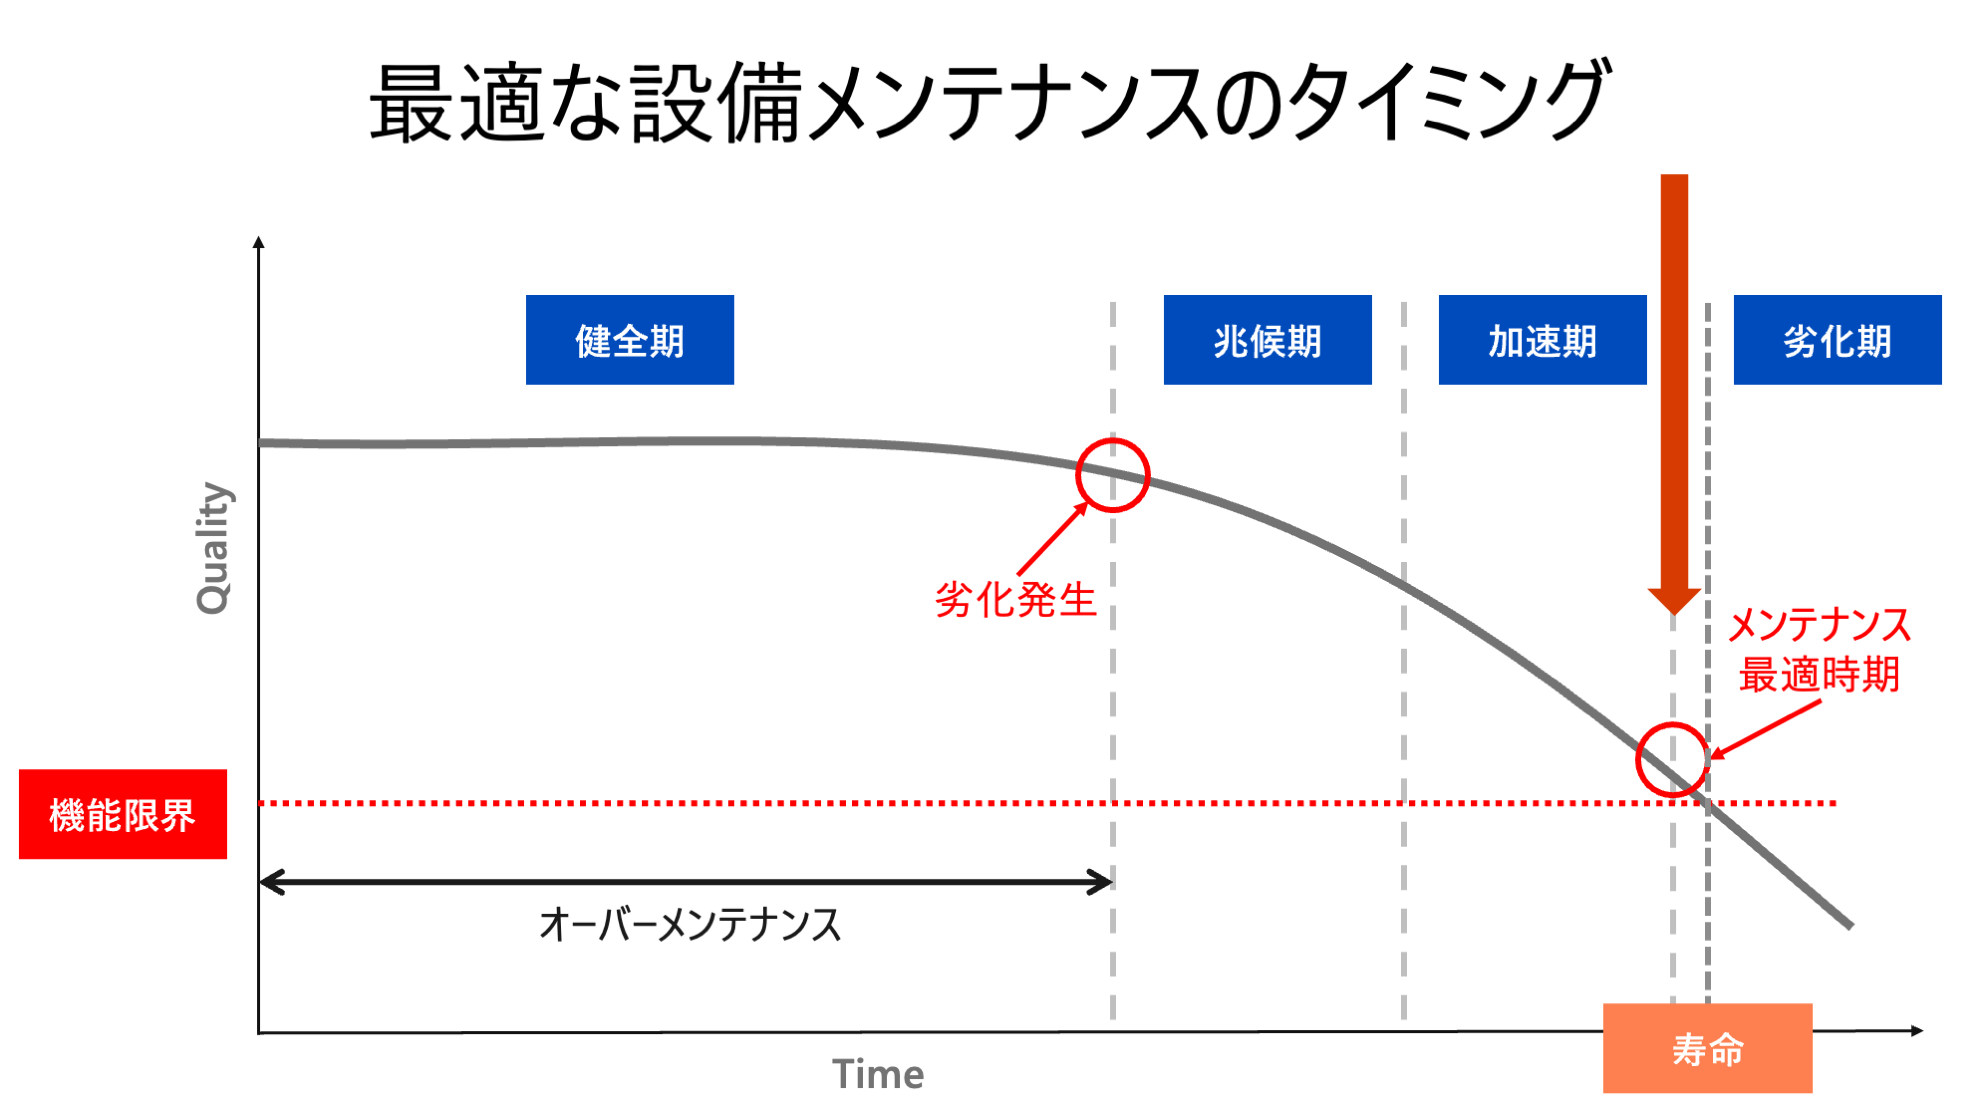 最適な設備メンテナンスのタイミング
健全期
兆候期
加速期
劣化期
Quality
劣化発生
メンテナンス
最適時期
機能限界
オーバーメンテナンス
寿命
Time